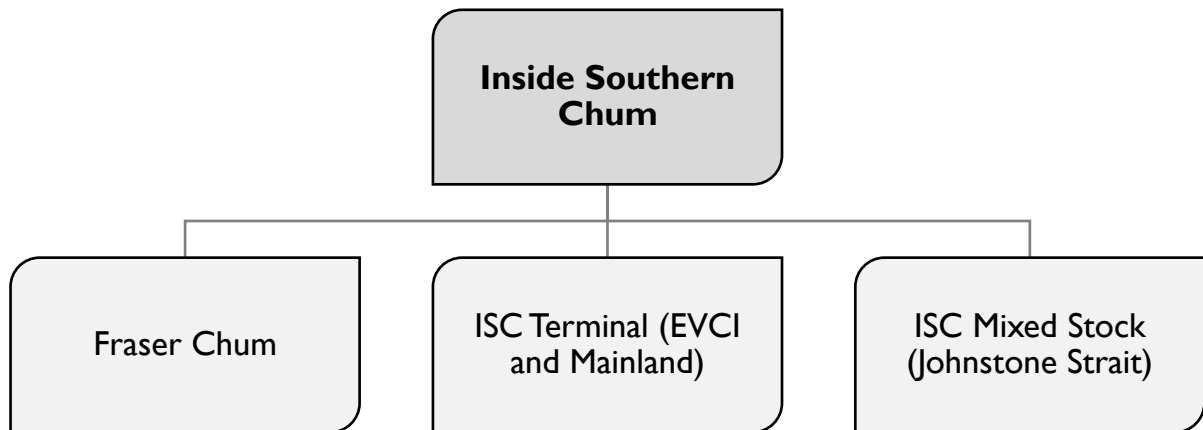 Inside Southern
Chum
Fraser Chum
ISC Terminal (EVCI
and Mainland)
ISC Mixed Stock
(Johnstone Strait)